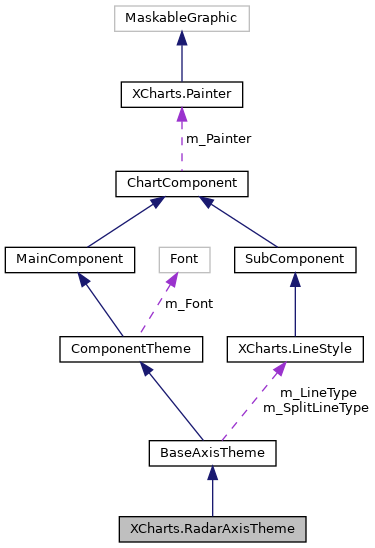 MaskableGraphic
XCharts.Painter
m_Painter
ChartComponent
MainComponent
Font
SubComponent
m_Font
ComponentTheme
XCharts.LineStyle
m_LineType
m_SplitLineType
BaseAxisTheme
XCharts.RadarAxisTheme